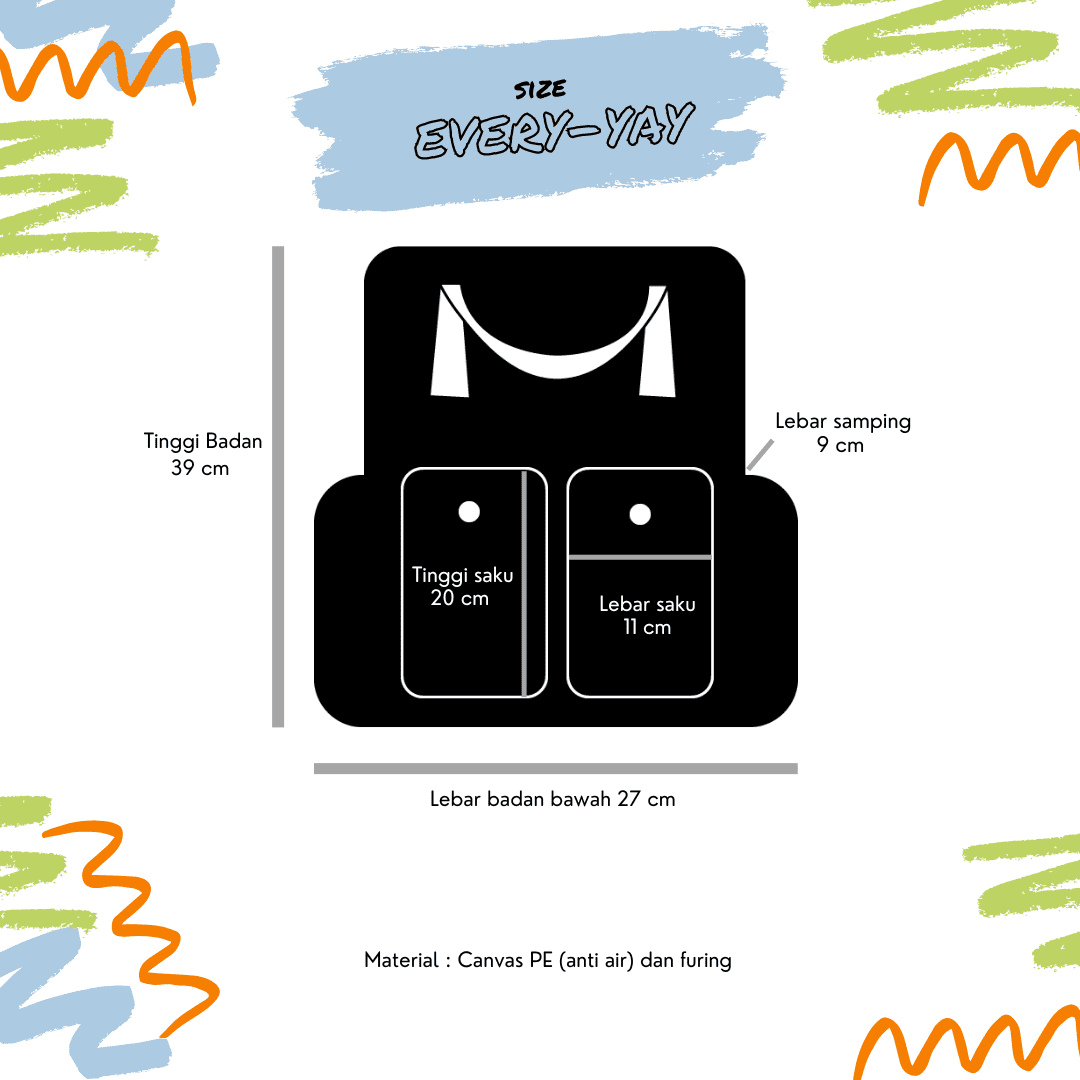 SIZE
EVERY-YAY
Tinggi Badan
39 cm
Lebar samping
9 cm
Tinggi saku
20 cm
Lebar saku
11 cm
Lebar badan bawah 27 cm
Material : Canvas PE (anti air) dan furing